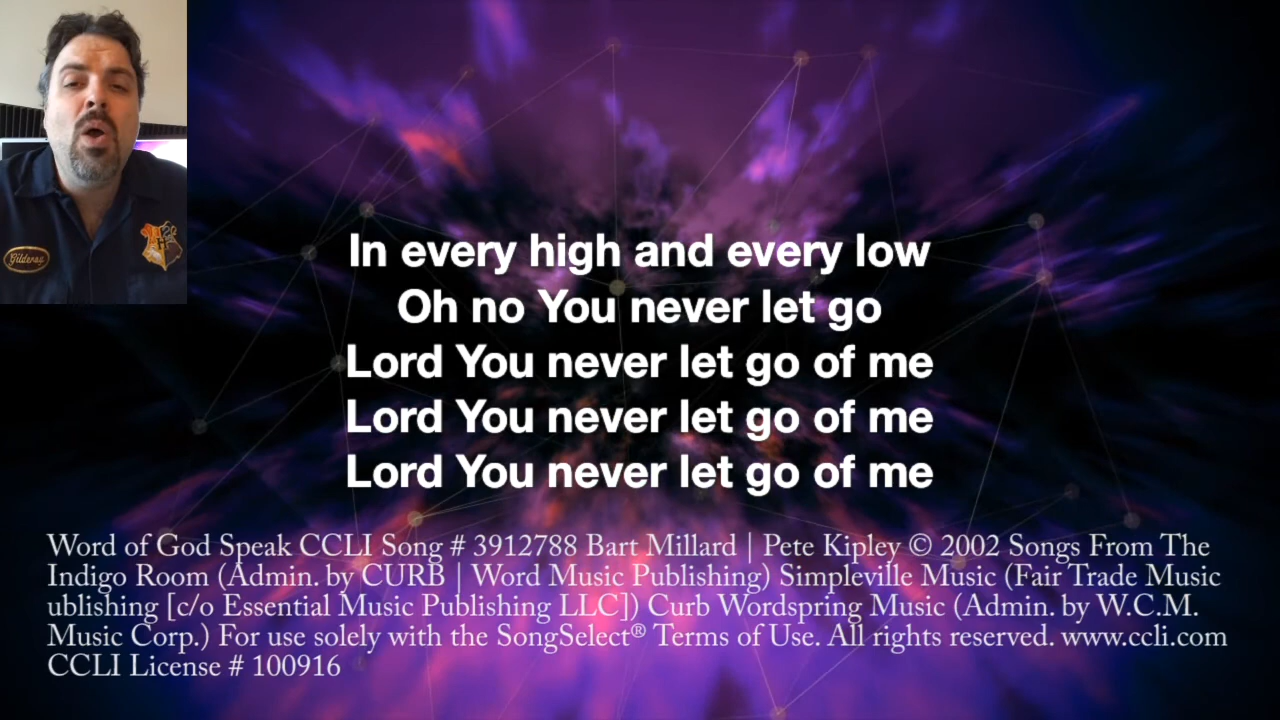 In every high and every low
Oh no You never let go
Lord You never let go of me
Lord You never let go of me
Lord You never let go of me
Word of God Speak CCLI Song # 3912788 Bart Millard | Pete Kipley © 2002 Songs From The
Indigo Room (Admin. by CURB | Word Music Publishing) Simpleville Music (Fair Trade Music
ublishing [c/o Essential Music Publishing LLC]) Curb Wordspring Music (Admin. by W.C.M.
Music Corp.) For use solely with the SongSelect® Terms of Use. All rights reserved. www.ccli.com
CCLI License # 100916